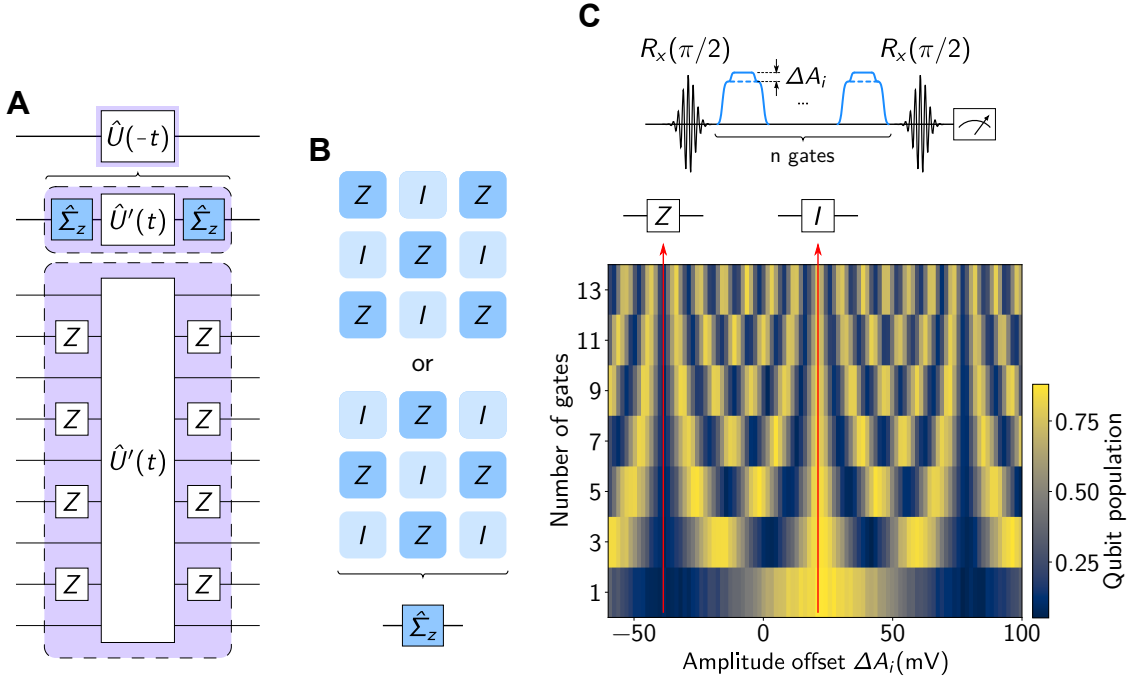 A
Û(-t)
Σ̂z Û′(t) Σ̂z
Z Z
Z Z
Û′(t)
Z Z
Z Z
B
Z I Z
I Z I
Z I Z
or
I Z I
Z I Z
I Z I
Σ̂z
C
Rx(π/2) Rx(π/2)
ΔAi
...
n gates
Z I
Number of gates
13
11
9
7
5
3
1
−50 0 50 100
Amplitude offset ΔAi(mV)
0.75
0.50
0.25
Qubit population